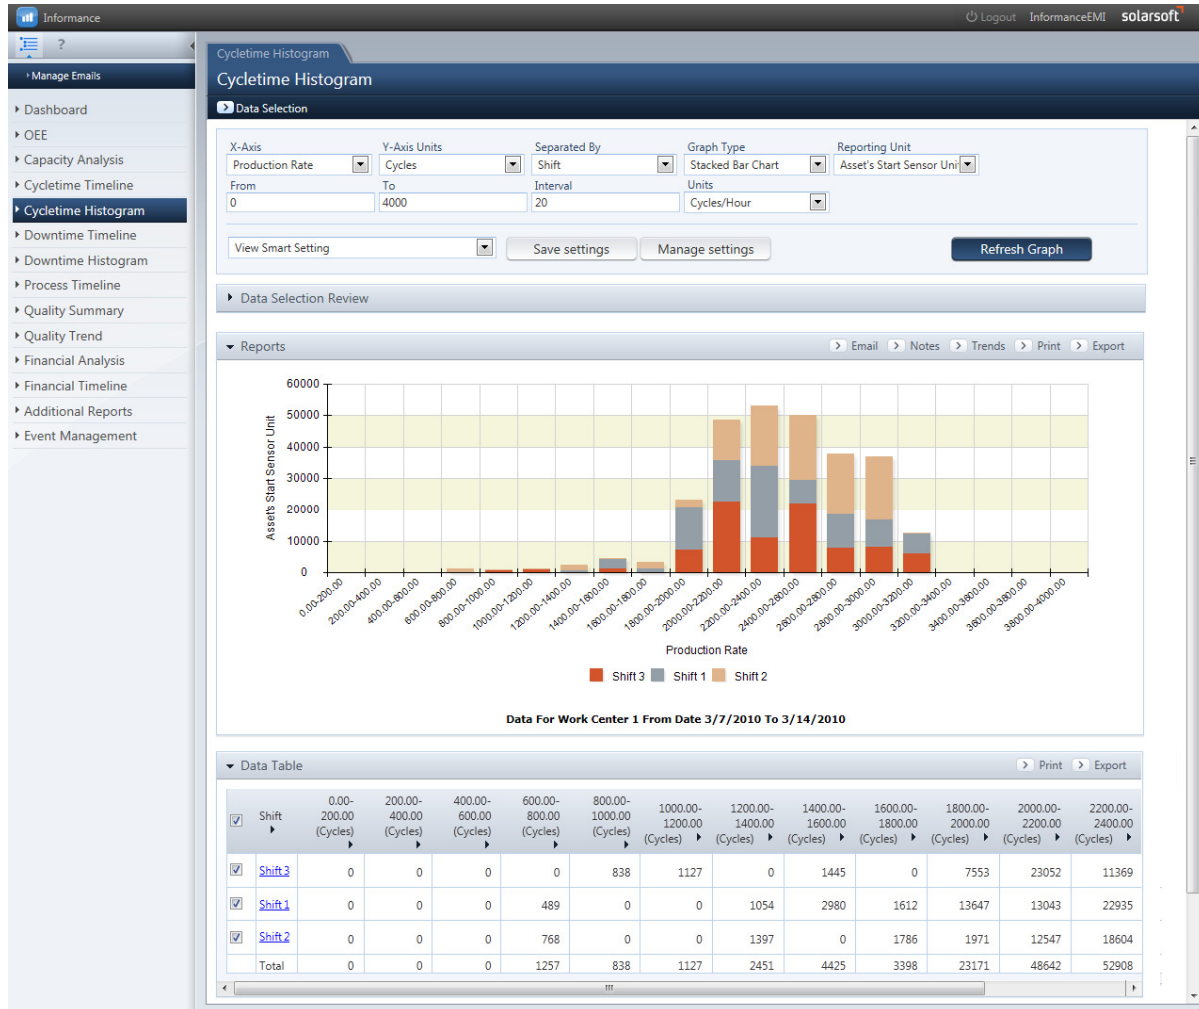 Informance
Logout InformanceEMI solarsoft
?
Manage Emails
Dashboard
OEE
Capacity Analysis
Cycletime Timeline
Cycletime Histogram
Downtime Timeline
Downtime Histogram
Process Timeline
Quality Summary
Quality Trend
Financial Analysis
Financial Timeline
Additional Reports
Event Management
Cycletime Histogram
Cycletime Histogram
Data Selection
X-Axis Y-Axis Units Separated By Graph Type Reporting Unit
Production Rate Cycles Shift Stacked Bar Chart Asset's Start Sensor Uni
From To Interval Units
0 4000 20 Cycles/Hour
View Smart Setting Save settings Manage settings Refresh Graph
Data Selection Review
Reports Email Notes Trends Print Export
60000
50000
40000
30000
20000
10000
0
Asset's Start Sensor Unit
0.00-200.00 200.00-400.00 400.00-600.00 600.00-800.00 800.00-1000.00 1000.00-1200.00 1200.00-1400.00 1400.00-1600.00 1600.00-1800.00 1800.00-2000.00 2000.00-2200.00 2200.00-2400.00 2400.00-2600.00 2600.00-2800.00 2800.00-3000.00 3000.00-3200.00 3200.00-3400.00 3400.00-3600.00 3600.00-3800.00 3800.00-4000.00
Production Rate
Shift 3 Shift 1 Shift 2
Data For Work Center 1 From Date 3/7/2010 To 3/14/2010
Data Table Print Export
Shift 0.00-200.00 (Cycles) 200.00-400.00 (Cycles) 400.00-600.00 (Cycles) 600.00-800.00 (Cycles) 800.00-1000.00 (Cycles) 1000.00-1200.00 (Cycles) 1200.00-1400.00 (Cycles) 1400.00-1600.00 (Cycles) 1600.00-1800.00 (Cycles) 1800.00-2000.00 (Cycles) 2000.00-2200.00 (Cycles) 2200.00-2400.00 (Cycles)
Shift 3 0 0 0 0 838 1127 0 1445 0 7553 23052 11369
Shift 1 0 0 0 489 0 0 1054 2980 1612 13647 13043 22935
Shift 2 0 0 0 768 0 0 1397 0 1786 1971 12547 18604
Total 0 0 0 1257 838 1127 2451 4425 3398 23171 48642 52908